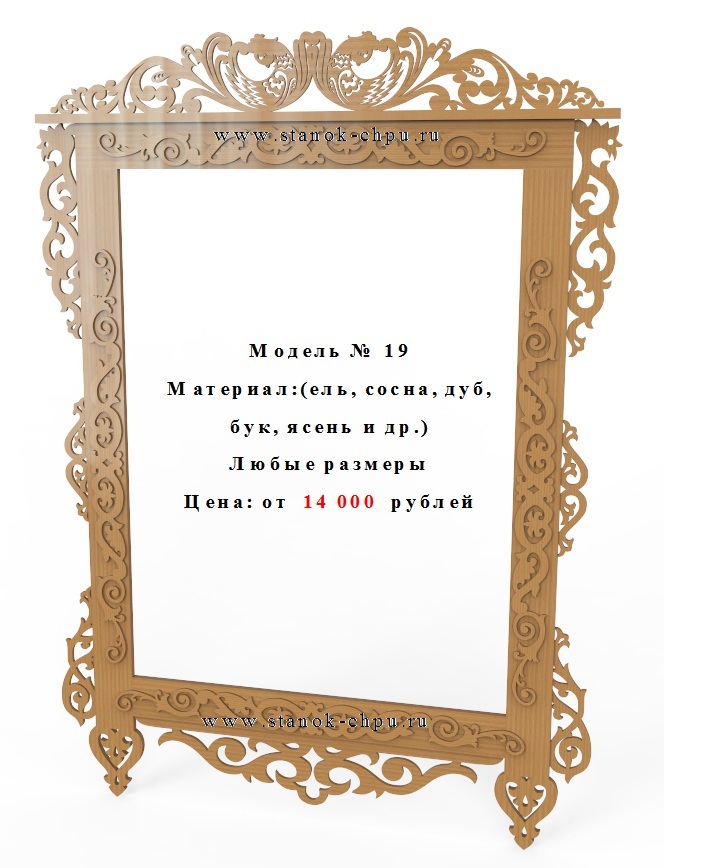 www.stanok-chpu.ru
Модель № 19
Материал:(ель, сосна, дуб,
бук, ясень и др.)
Любые размеры
Цена: от 14 000 рублей
www.stanok-chpu.ru